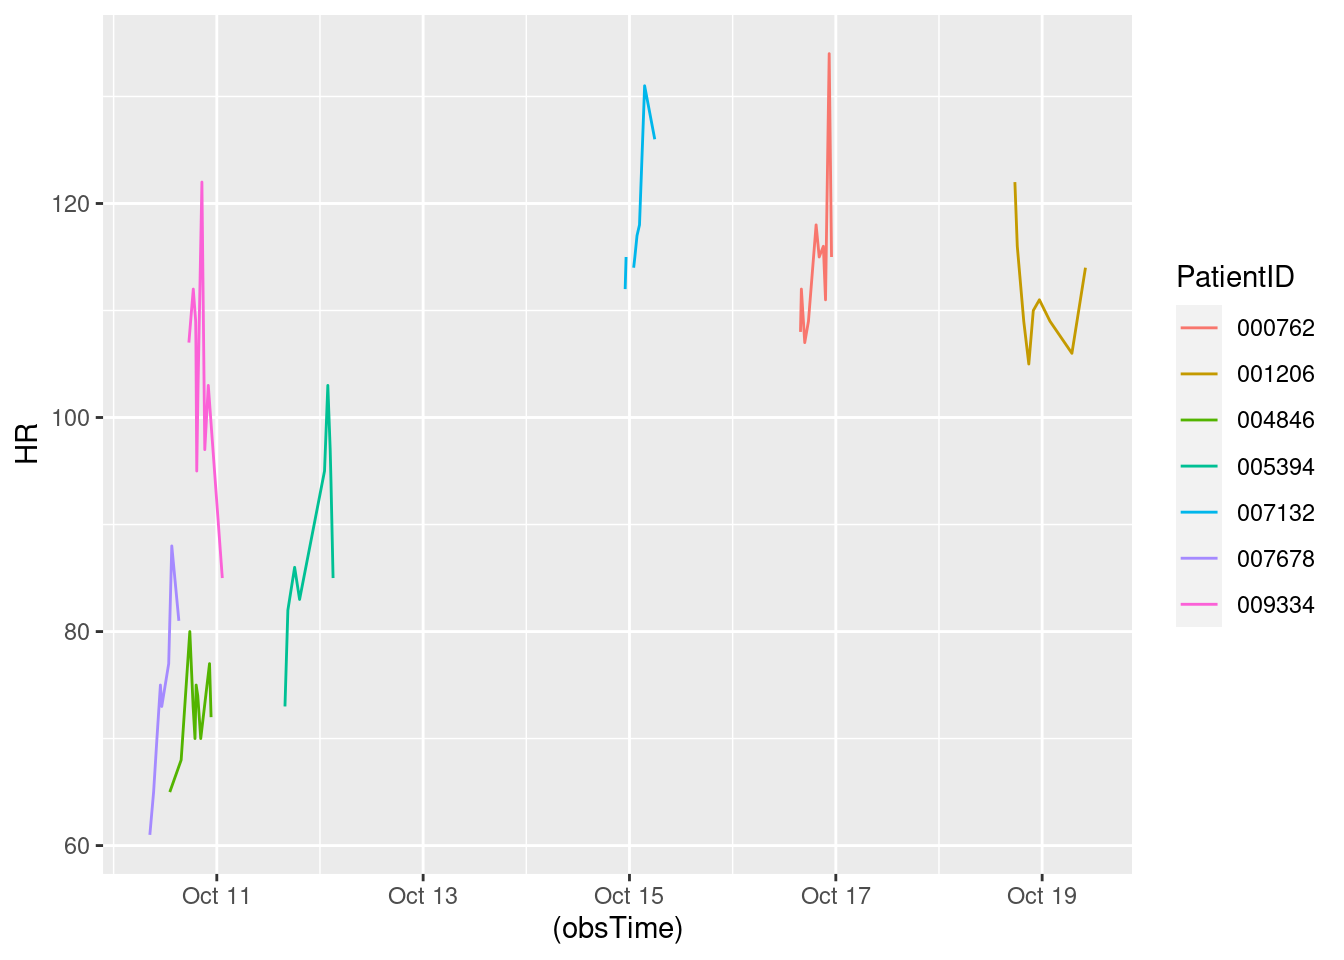 120
100
80
60
HR
Oct 11
Oct 13
Oct 15
Oct 17
Oct 19
(obsTime)
PatientID
000762
001206
004846
005394
007132
007678
009334